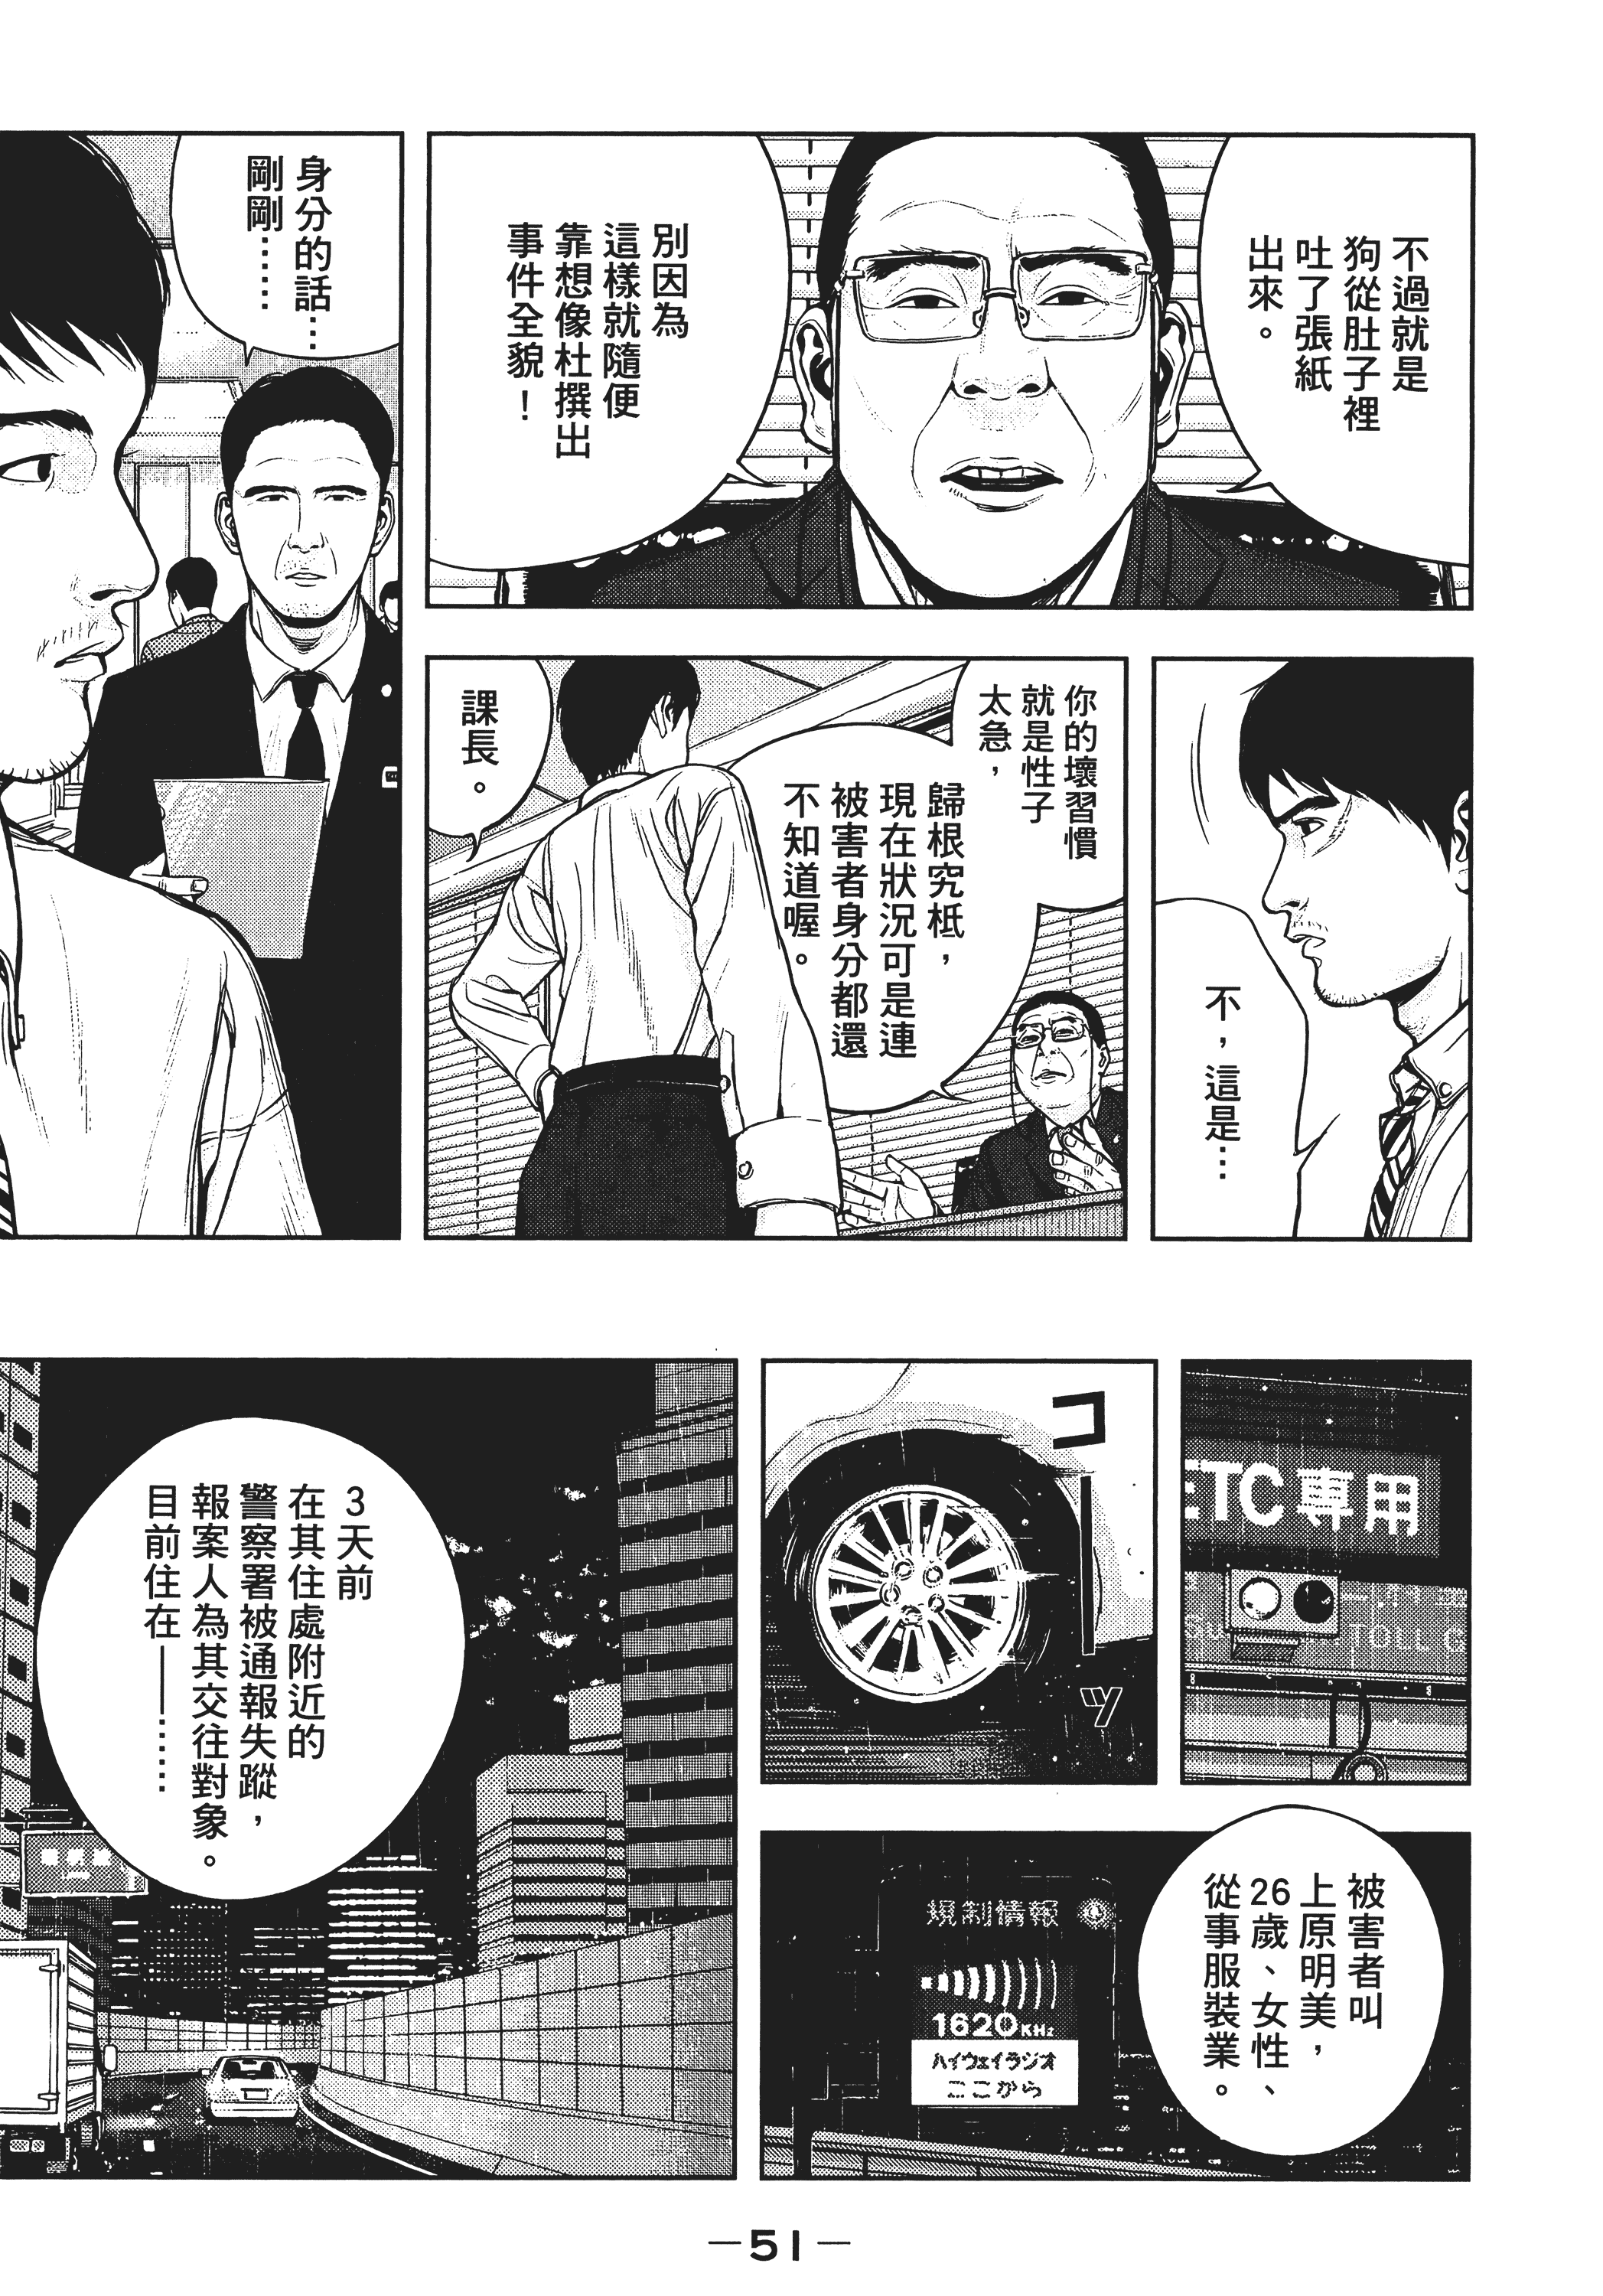 不過就是
狗從肚子裡
吐了張紙
出來。
別因為
這樣就隨便
靠想像杜撰出
事件全貌！
不，這是…
你的壞習慣
就是性子
太急，
歸根究柢，
現在狀況可是連
被害者身分都還
不知道喔。
課長。
身分的話…
剛剛……
ETC専用
TOLL
コ
ッ
被害者叫
上原明美，
26歲、女性、
從事服裝業。
規制情報
1620KHz
ハイウェイラジオ
ここから
3天前
在其住處附近的
警察署被通報失蹤，
報案人為其交往對象。
目前住在——……
—51—